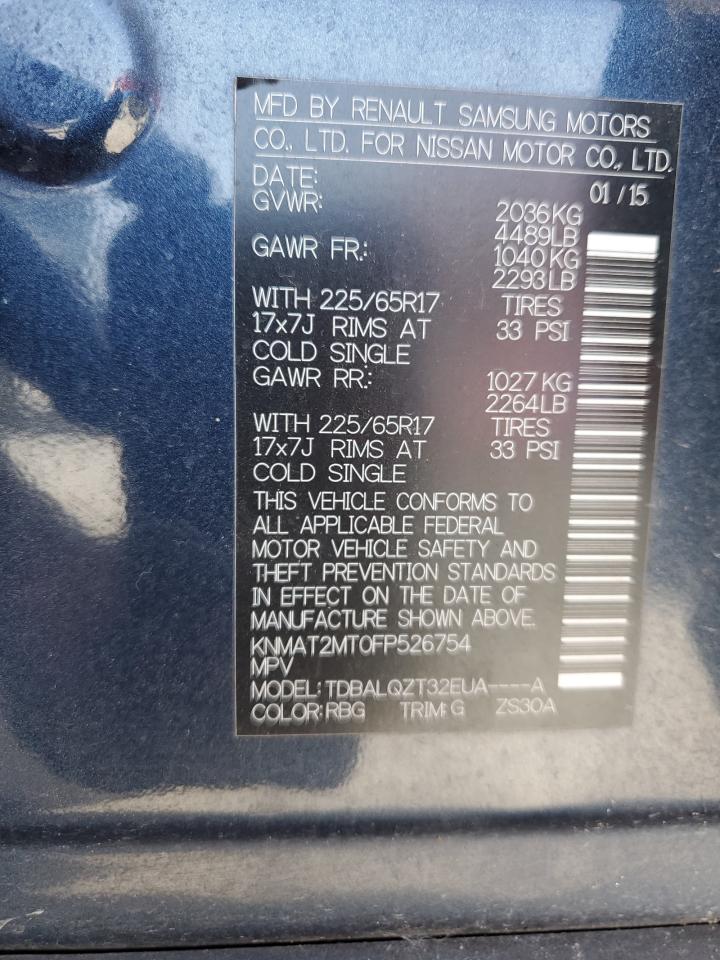 MFD BY RENAULT SAMSUNG MOTORS
CO., LTD. FOR NISSAN MOTOR CO., LTD.
DATE: 01/15
GVWR: 2036KG
4489LB
GAWR FR.: 1040KG
2293LB
WITH 225/65R17 TIRES
17x7J RIMS AT 33 PSI
COLD SINGLE
GAWR RR.: 1027KG
2264LB
WITH 225/65R17 TIRES
17x7J RIMS AT 33 PSI
COLD SINGLE
THIS VEHICLE CONFORMS TO
ALL APPLICABLE FEDERAL
MOTOR VEHICLE SAFETY AND
THEFT PREVENTION STANDARDS
IN EFFECT ON THE DATE OF
MANUFACTURE SHOWN ABOVE.
KNMAT2MT0FP526754
MPV
MODEL: TDBALQZT32EUA----A
COLOR: RBG TRIM: G ZS30A